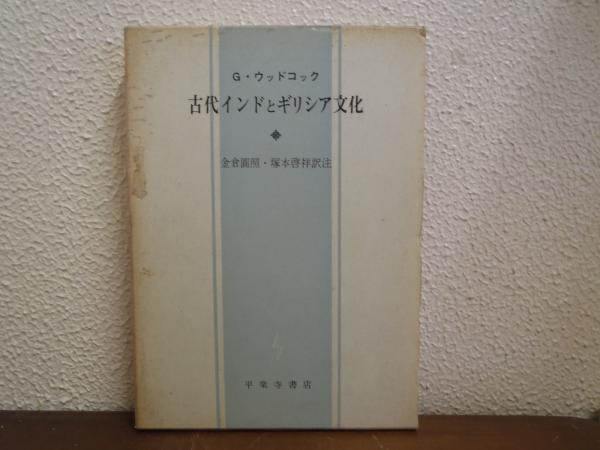 G・ウッドコック
古代インドとギリシア文化
金倉圓照・塚本啓祥訳注
平楽寺書店